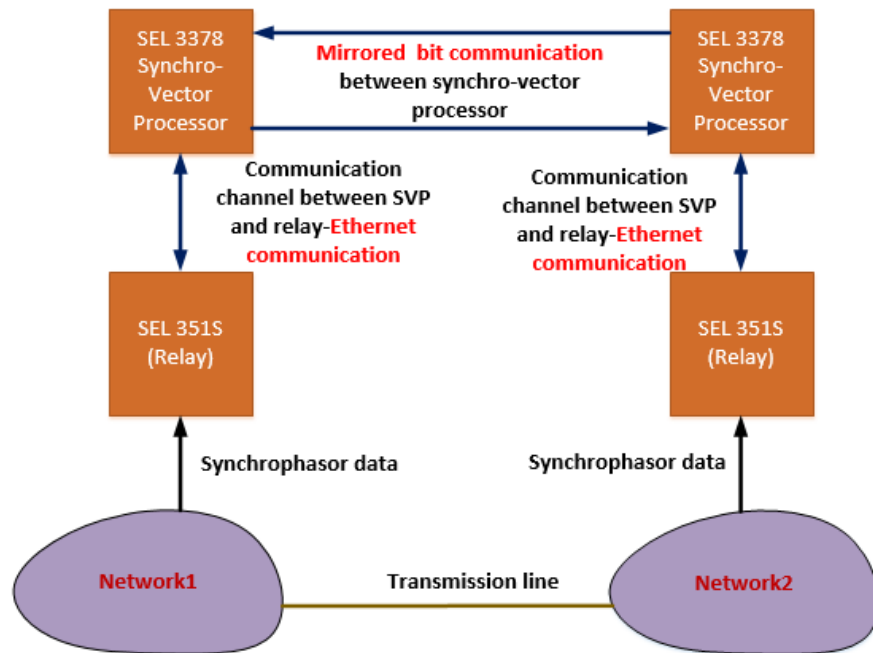 SEL 3378
Synchro-
Vector
Processor
Mirrored bit communication
between synchro-vector
processor
SEL 3378
Synchro-
Vector
Processor
Communication
channel between SVP
and relay-Ethernet
communication
Communication
channel between SVP
and relay-Ethernet
communication
SEL 351S
(Relay)
SEL 351S
(Relay)
Synchrophasor data
Synchrophasor data
Network1
Transmission line
Network2